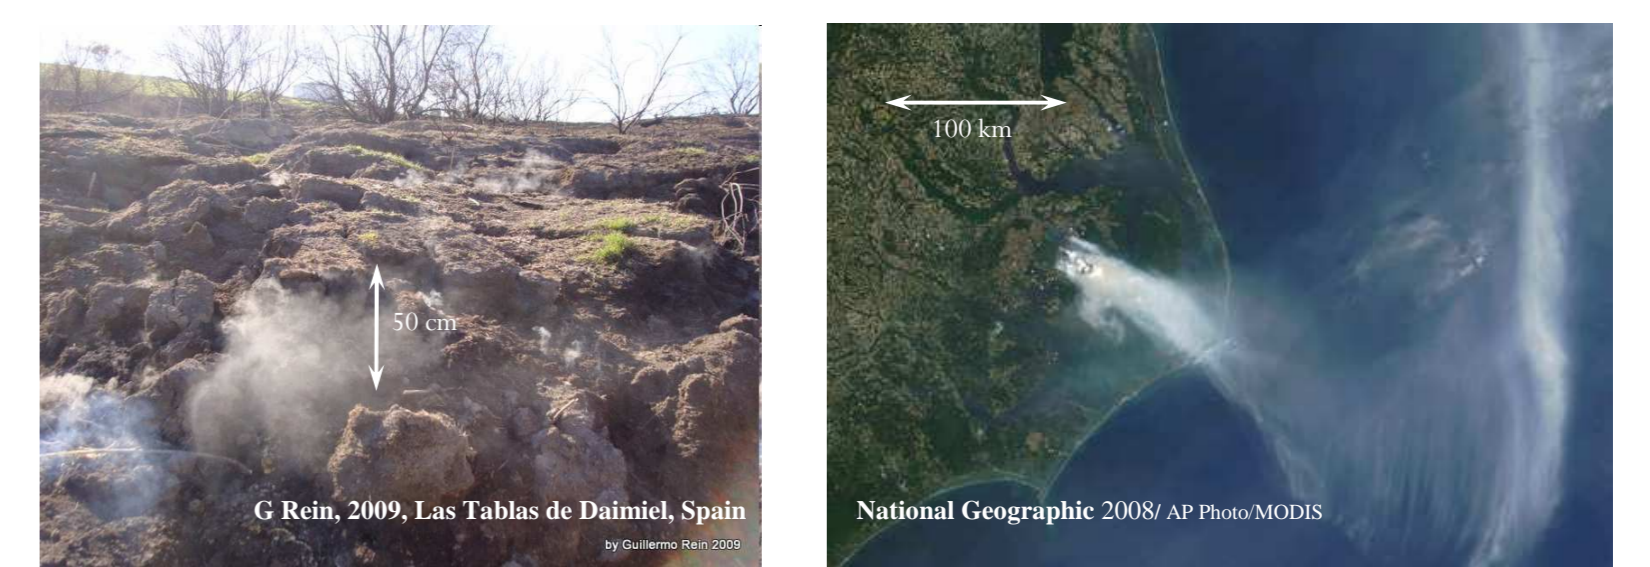 50 cm
G Rein, 2009, Las Tablas de Daimiel, Spain
by Guillermo Rein 2009
100 km
National Geographic 2008/ AP Photo/MODIS